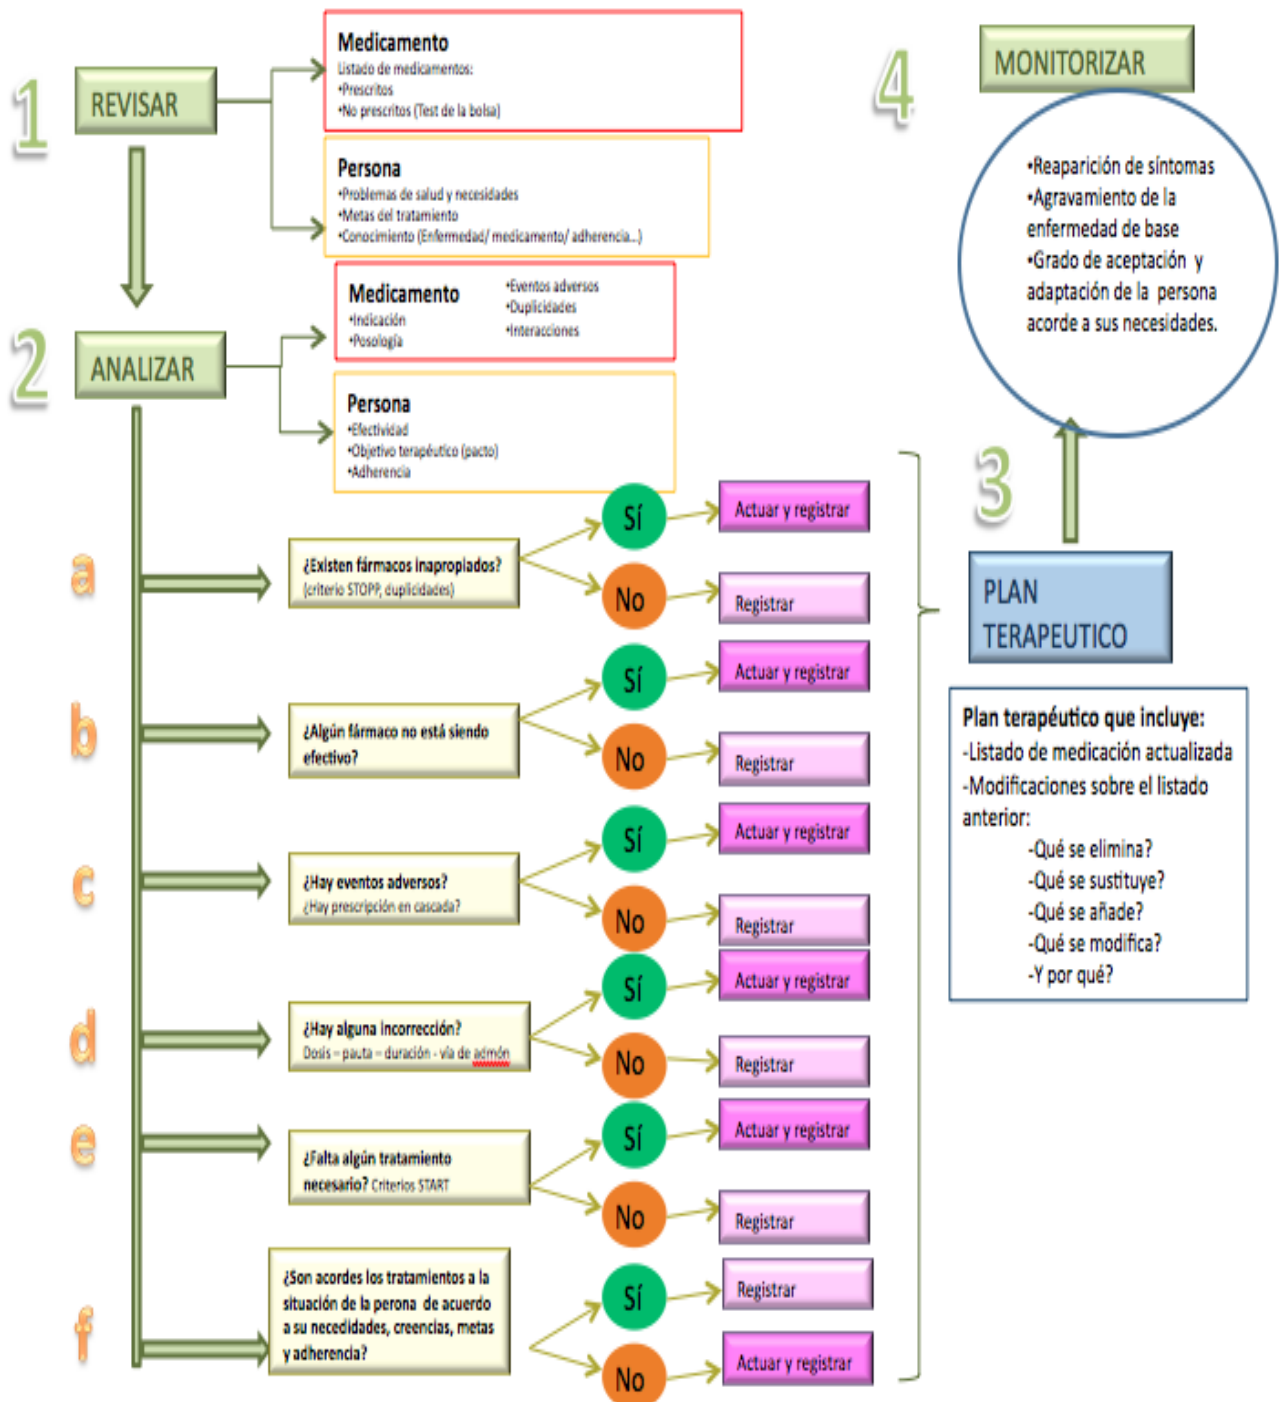 1
REVISAR
Medicamento
Listado de medicamentos:
•Prescritos
•No prescritos (Test de la bolsa)
Persona
•Problemas de salud y necesidades
•Metas del tratamiento
•Conocimiento (Enfermedad/ medicamento/ adherencia...)
2
ANALIZAR
Medicamento
•Indicación
•Posología
•Eventos adversos
•Duplicidades
•Interacciones
Persona
•Efectividad
•Objetivo terapéutico (pacto)
•Adherencia
a
¿Existen fármacos inapropiados?
(criterio STOPP, duplicidades)
Sí
Actuar y registrar
No
Registrar
b
¿Algún fármaco no está siendo
efectivo?
Sí
Actuar y registrar
No
Registrar
c
¿Hay eventos adversos?
¿Hay prescripción en cascada?
Sí
Actuar y registrar
No
Registrar
d
¿Hay alguna incorrección?
Dosis – pauta – duración - vía de admón
Sí
Actuar y registrar
No
Registrar
e
¿Falta algún tratamiento
necesario? Criterios START
Sí
Actuar y registrar
No
Registrar
f
¿Son acordes los tratamientos a la
situación de la perona de acuerdo
a su necedidades, creencias, metas
y adherencia?
Sí
Registrar
No
Actuar y registrar
3
PLAN
TERAPEUTICO
Plan terapéutico que incluye:
-Listado de medicación actualizada
-Modificaciones sobre el listado
anterior:
-Qué se elimina?
-Qué se sustituye?
-Qué se añade?
-Qué se modifica?
-Y por qué?
4
MONITORIZAR
•Reaparición de síntomas
•Agravamiento de la
enfermedad de base
•Grado de aceptación y
adaptación de la persona
acorde a sus necesidades.